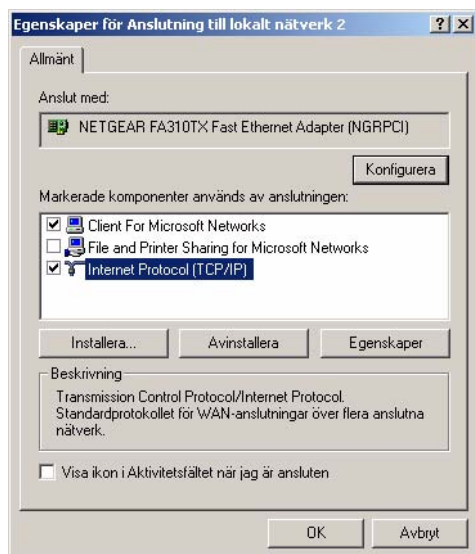 Egenskaper för Anslutning till lokalt nätverk 2
Allmänt
Anslut med:
NETGEAR FA310TX Fast Ethernet Adapter (NGRPCI)
Konfigurera
Markerade komponenter används av anslutningen:
Client For Microsoft Networks
File and Printer Sharing for Microsoft Networks
Internet Protocol (TCP/IP)
Installera... Avinstallera Egenskaper
Beskrivning
Transmission Control Protocol/Internet Protocol.
Standardprotokollet för WAN-anslutningar över flera anslutna
nätverk.
Visa ikon i Aktivitetsfältet när jag är ansluten
OK Avbryt